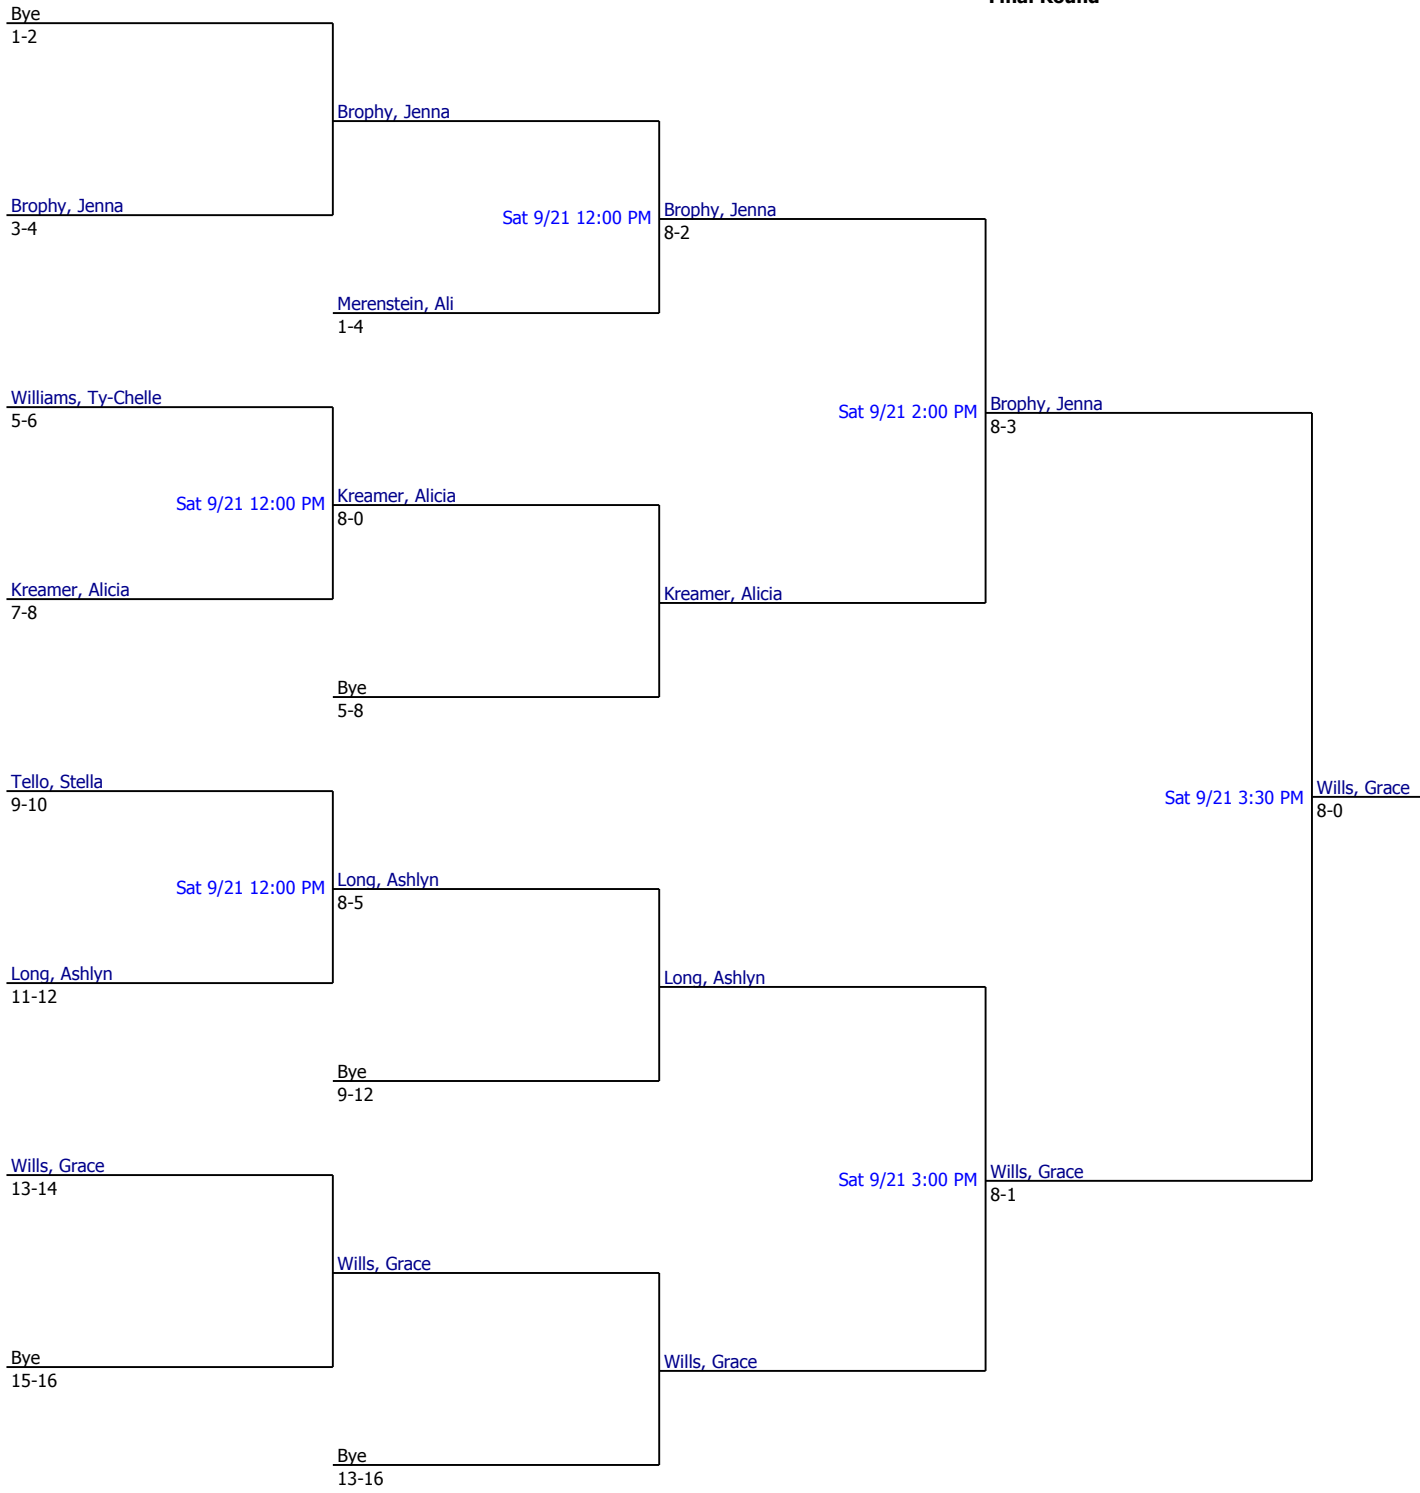 Final Round
Bye
1-2
Brophy, Jenna
Brophy, Jenna
3-4
Sat 9/21 12:00 PM
Brophy, Jenna
8-2
Merenstein, Ali
1-4
Williams, Ty-Chelle
5-6
Sat 9/21 2:00 PM
Brophy, Jenna
8-3
Sat 9/21 12:00 PM
Kreamer, Alicia
8-0
Kreamer, Alicia
7-8
Kreamer, Alicia
Bye
5-8
Tello, Stella
9-10
Sat 9/21 3:30 PM
Wills, Grace
8-0
Sat 9/21 12:00 PM
Long, Ashlyn
8-5
Long, Ashlyn
11-12
Long, Ashlyn
Bye
9-12
Wills, Grace
13-14
Sat 9/21 3:00 PM
Wills, Grace
8-1
Wills, Grace
Bye
15-16
Wills, Grace
Bye
13-16